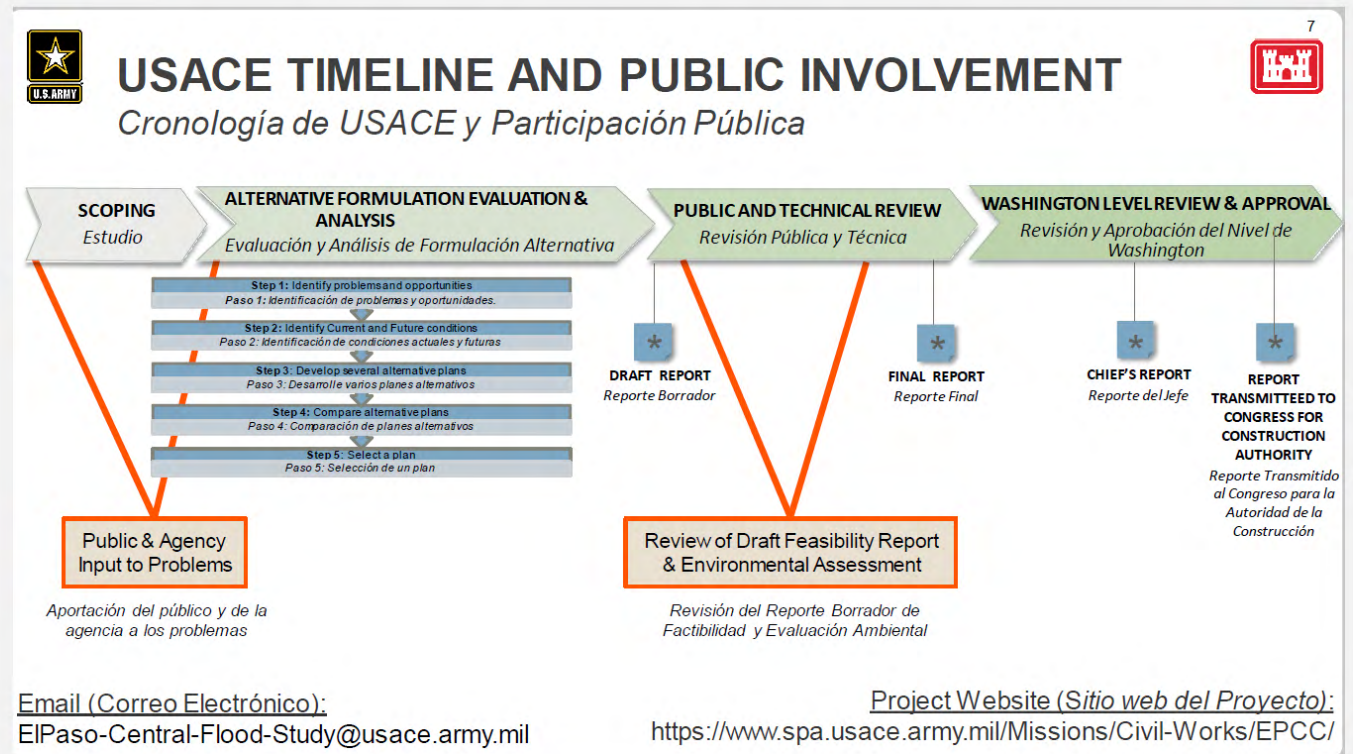 7
U.S.ARMY
USACE TIMELINE AND PUBLIC INVOLVEMENT
Cronología de USACE y Participación Pública
SCOPING
Estudio
ALTERNATIVE FORMULATION EVALUATION &
ANALYSIS
Evaluación y Análisis de Formulación Alternativa
PUBLIC AND TECHNICAL REVIEW
Revisión Pública y Técnica
WASHINGTON LEVEL REVIEW & APPROVAL
Revisión y Aprobación del Nivel de
Washington
Step 1: Identify problems and opportunities
Paso 1: Identificación de problemas y oportunidades.
Step 2: Identify Current and Future conditions
Paso 2: Identificación de condiciones actuales y futuras
Step 3: Develop several alternative plans
Paso 3: Desarrolle varios planes alternativos
Step 4: Compare alternative plans
Paso 4: Comparación de planes alternativos
Step 5: Select a plan
Paso 5: Selección de un plan
*
DRAFT REPORT
Reporte Borrador
*
FINAL REPORT
Reporte Final
*
CHIEF'S REPORT
Reporte del Jefe
*
REPORT
TRANSMITTEED TO
CONGRESS FOR
CONSTRUCTION
AUTHORITY
Reporte Transmitido
al Congreso para la
Autoridad de la
Construcción
Public & Agency
Input to Problems
Aportación del público y de la
agencia a los problemas
Review of Draft Feasibility Report
& Environmental Assessment
Revisión del Reporte Borrador de
Factibilidad y Evaluación Ambiental
Email (Correo Electrónico):
ElPaso-Central-Flood-Study@usace.army.mil
Project Website (Sitio web del Proyecto):
https://www.spa.usace.army.mil/Missions/Civil-Works/EPCC/